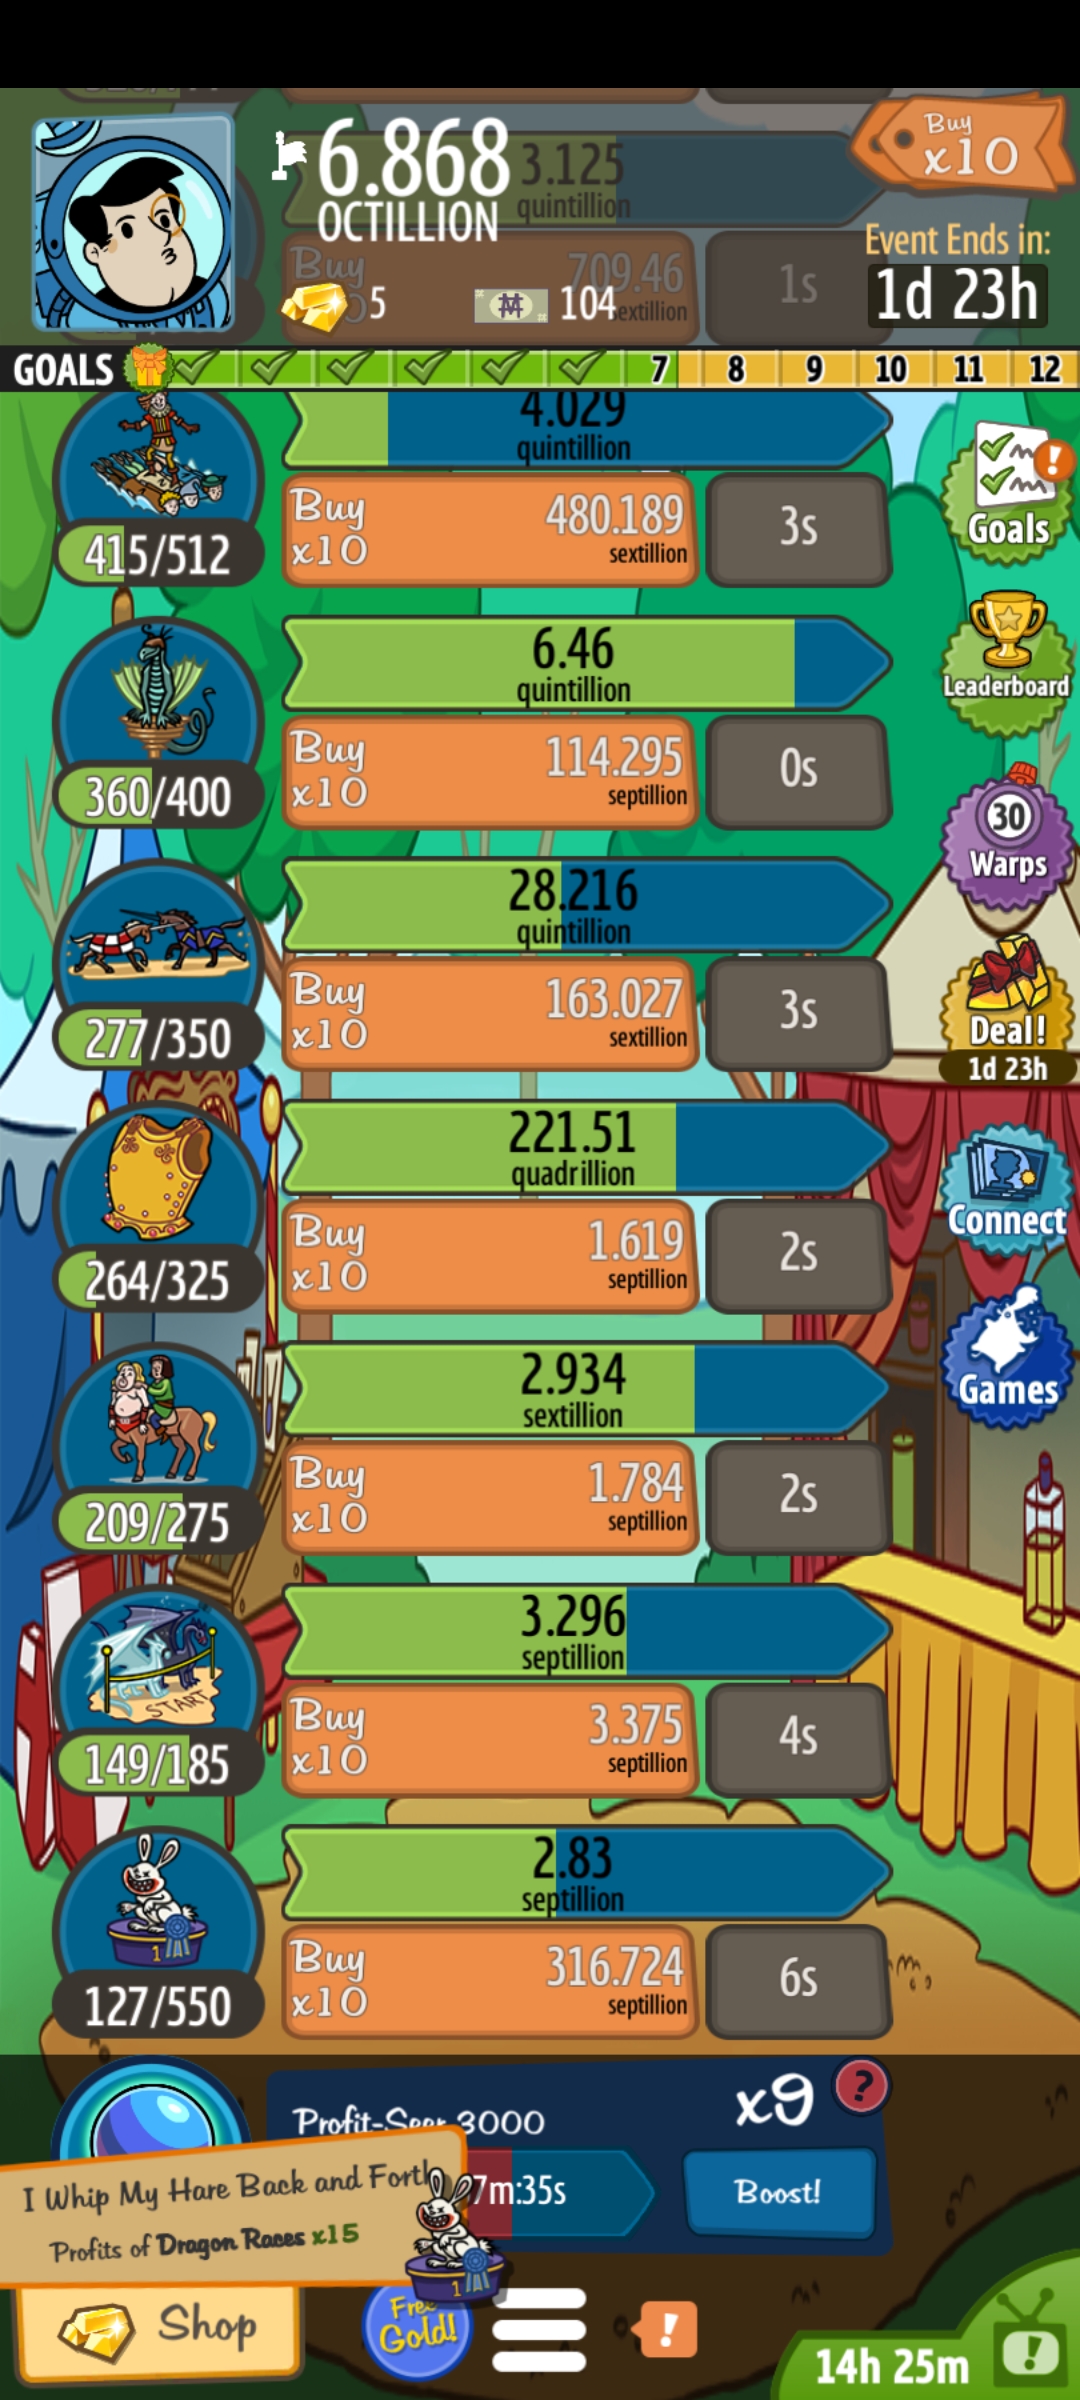 6.868
OCTILLION
3.125
quintillion
Buy
x10
Event Ends in:
1d 23h
Buy
709.46
sextillion
1s
5
104
GOALS
7
8
9
10
11
12
4.029
quintillion
Buy
x10
480.189
sextillion
3s
415/512
Goals
6.46
quintillion
Buy
x10
114.295
septillion
0s
360/400
Leaderboard
30
Warps
28.216
quintillion
Buy
x10
163.027
sextillion
3s
277/350
Deal!
1d 23h
221.51
quadrillion
Buy
x10
1.619
septillion
2s
264/325
Connect
2.934
sextillion
Buy
x10
1.784
septillion
2s
209/275
Games
3.296
septillion
START
Buy
x10
3.375
septillion
4s
149/185
2.83
septillion
1
Buy
x10
316.724
septillion
6s
127/550
Profit-Seer 3000
x9
?
7m:35s
Boost!
I Whip My Hare Back and Forth
Profits of Dragon Races x15
1
Shop
Free
Gold!
!
14h 25m
!